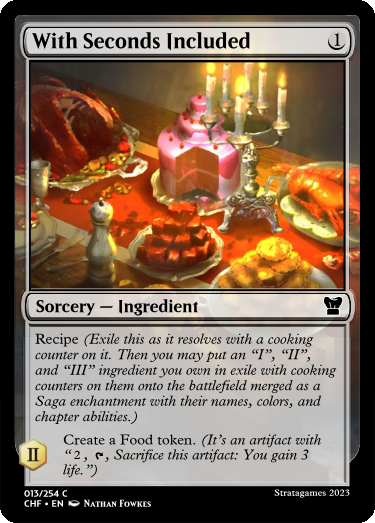 With Seconds Included 1
Sorcery — Ingredient
Recipe (Exile this as it resolves with a cooking
counter on it. Then you may put an “I”, “II”,
and “III” ingredient you own in exile with cooking
counters on them onto the battlefield merged as a
Saga enchantment with their names, colors, and
chapter abilities.)
II
Create a Food token. (It’s an artifact with
“2, , Sacrifice this artifact: You gain 3
life.”)
013/254 C
Stratagames 2023
CHF • EN Nathan Fowkes